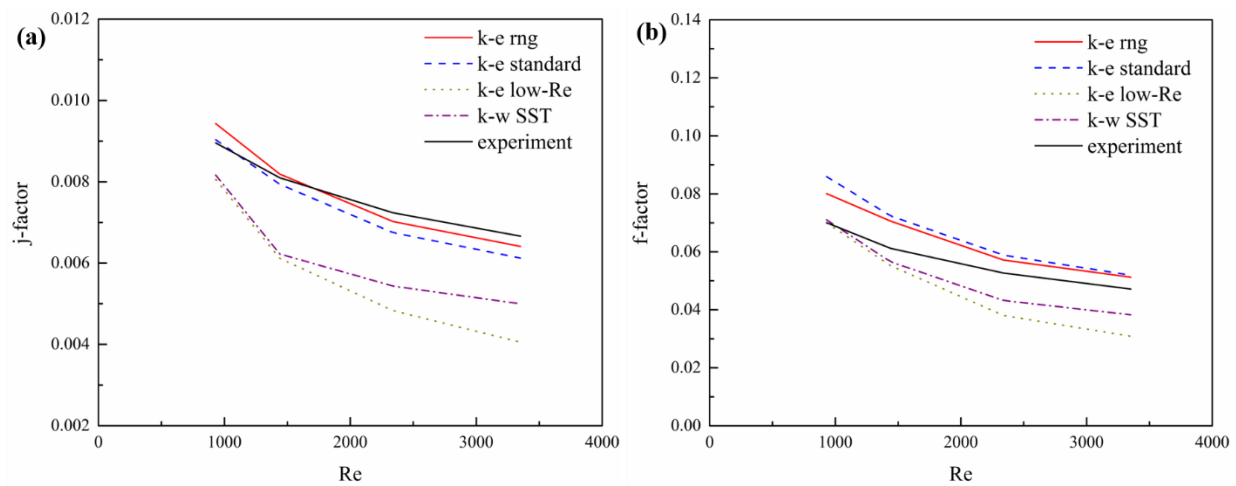 (a)
0.012
0.010
0.008
0.006
0.004
0.002
j-factor
0
1000
2000
3000
4000
Re
k-e rng
k-e standard
k-e low-Re
k-w SST
experiment
(b)
0.14
0.12
0.10
0.08
0.06
0.04
0.02
0.00
f-factor
0
1000
2000
3000
4000
Re
k-e rng
k-e standard
k-e low-Re
k-w SST
experiment